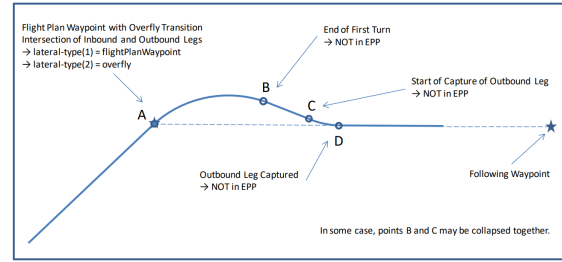 Flight Plan Waypoint with Overfly Transition
Intersection of Inbound and Outbound Legs
→ lateral-type(1) = flightPlanWaypoint
→ lateral-type(2) = overfly
End of First Turn
→ NOT in EPP
Start of Capture of Outbound Leg
→ NOT in EPP
A
B
C
D
Outbound Leg Captured
→ NOT in EPP
Following Waypoint
In some case, points B and C may be collapsed together.